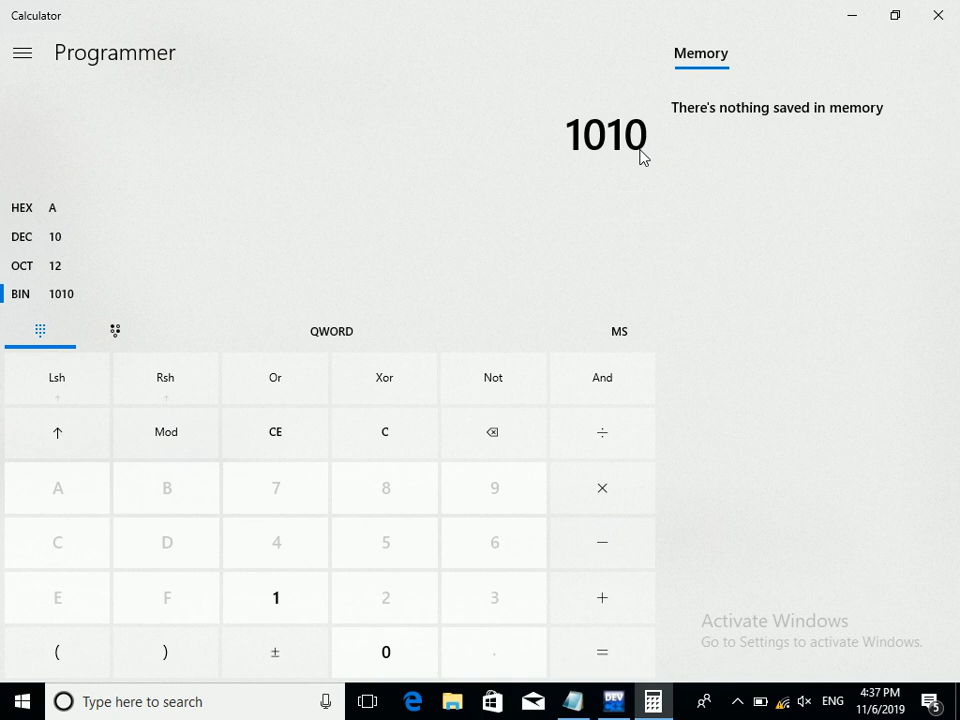 Calculator
Programmer
Memory
There's nothing saved in memory
1010
HEX A
DEC 10
OCT 12
BIN 1010
QWORD MS
Lsh Rsh Or Xor Not And
↑ Mod CE C ⌫ ÷
A B 7 8 9 ×
C D 4 5 6 −
E F 1 2 3 +
( ) ± 0 . =
Activate Windows
Go to Settings to activate Windows.
Type here to search
DEV
ENG
4:37 PM
11/6/2019
5